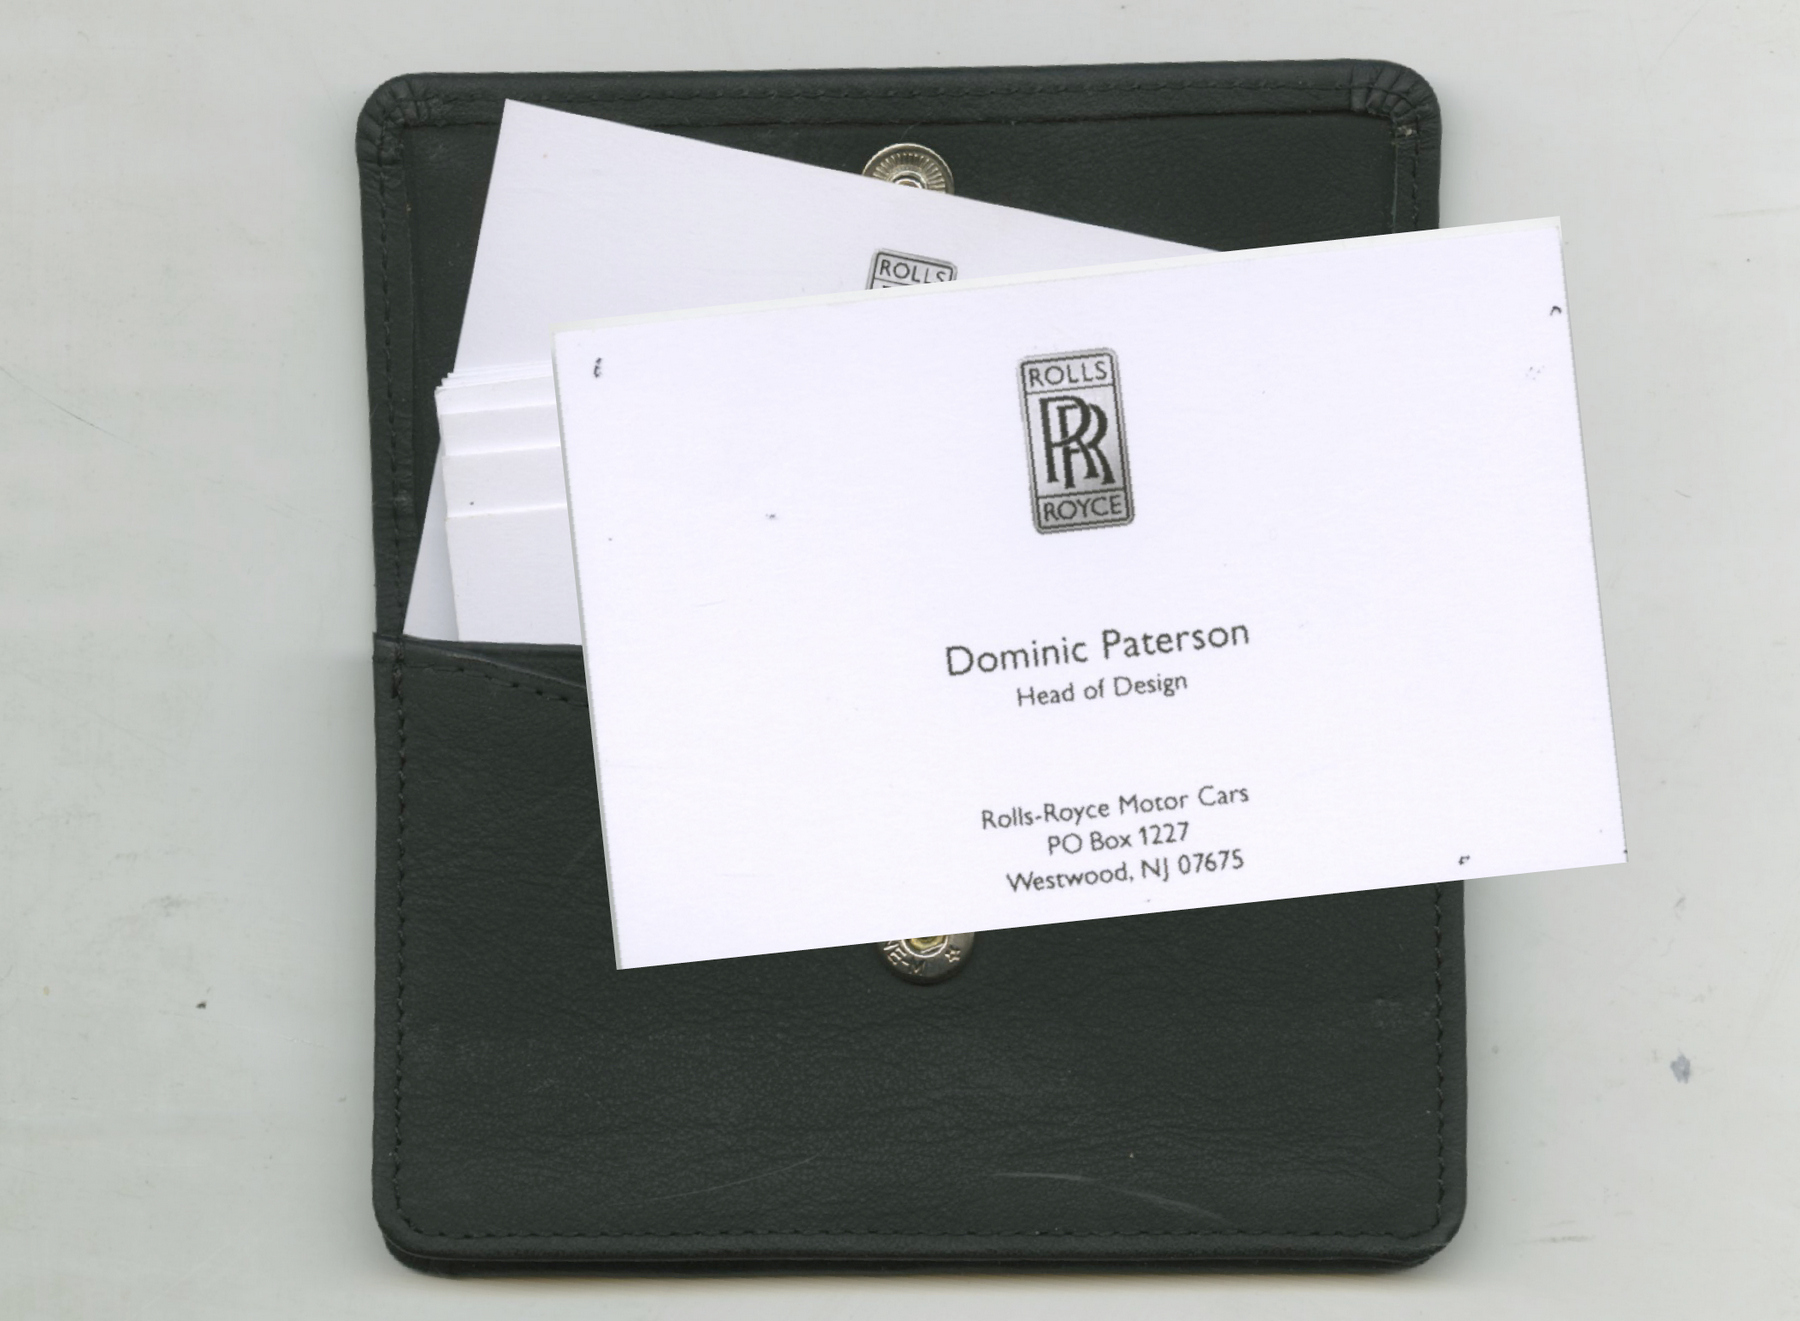 ROLLS
ROLLS
RR
ROYCE
Dominic Paterson
Head of Design
Rolls-Royce Motor Cars
PO Box 1227
Westwood, NJ 07675